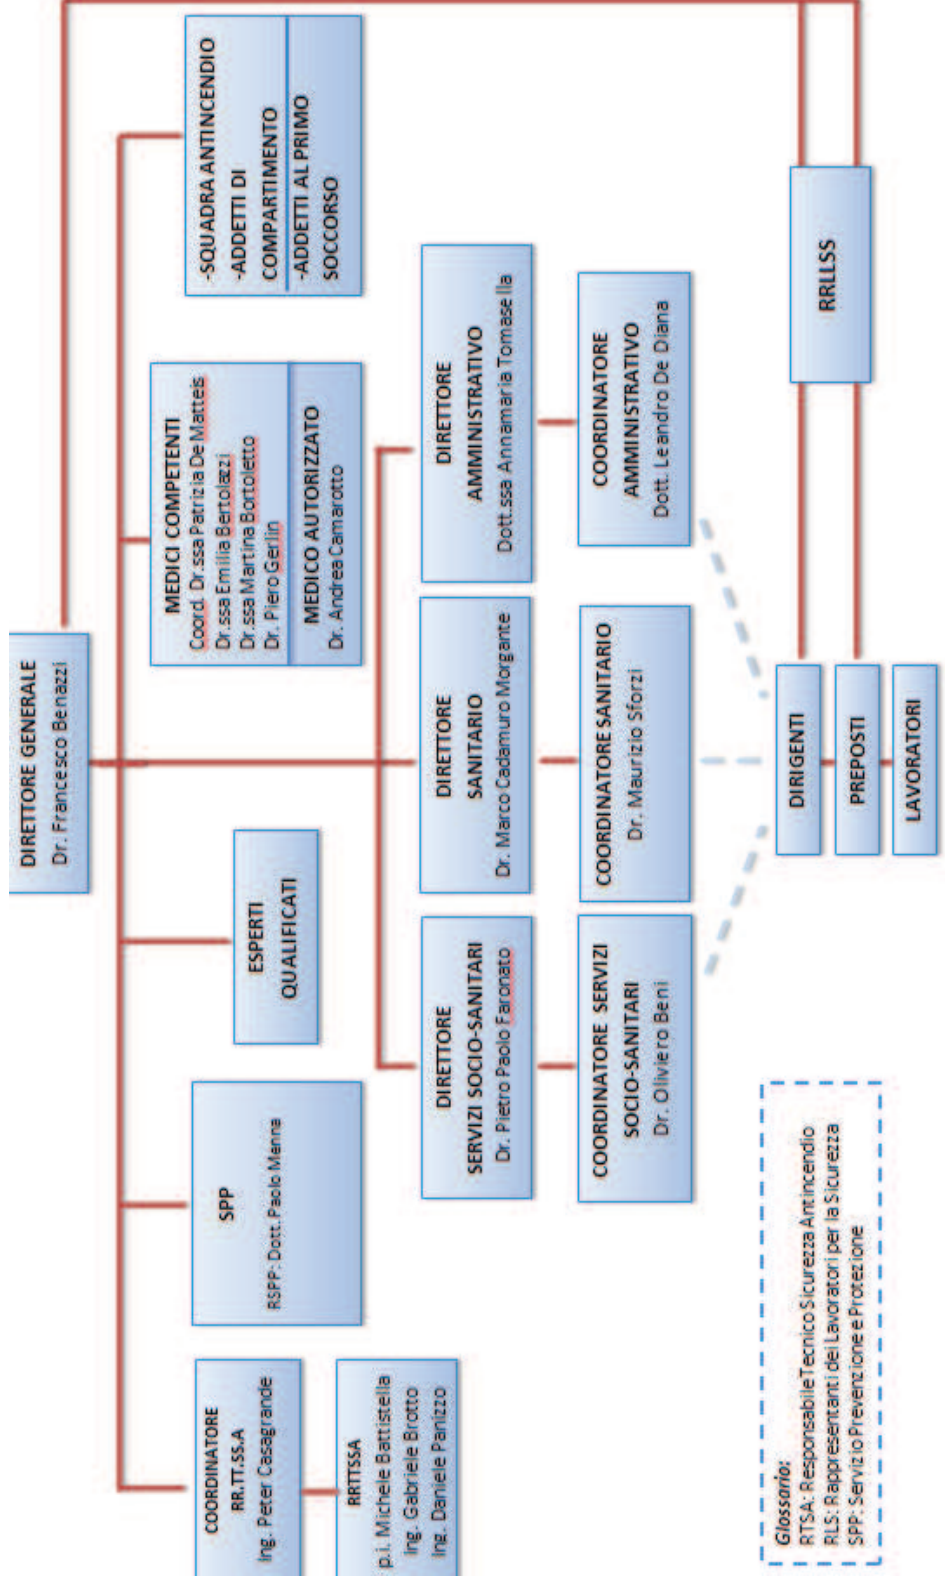 DIRETTORE GENERALE
Dr. Francesco Benazzi
COORDINATORE
RR.TT.SS.A
Ing. Peter Casagrande
RRTTSSA
p.i. Michele Battistella
Ing. Gabriele Brotto
Ing. Daniele Panizzo
SPP
RSPP: Dott. Paolo Menna
ESPERTI
QUALIFICATI
MEDICI COMPETENTI
Coord. Dr.ssa Patrizia De Matteis
Dr.ssa Emilia Bertolazzi
Dr.ssa Martina Bortoletto
Dr. Piero Gerlin
MEDICO AUTORIZZATO
Dr. Andrea Camarotto
-SQUADRA ANTINCENDIO
-ADDETTI DI
COMPARTIMENTO
-ADDETTI AL PRIMO
SOCCORSO
DIRETTORE
SERVIZI SOCIO-SANITARI
Dr. Pietro Paolo Faronato
DIRETTORE
SANITARIO
Dr. Marco Cadamuro Morgante
DIRETTORE
AMMINISTRATIVO
Dott.ssa Annamaria Tomasella
COORDINATORE SERVIZI
SOCIO-SANITARI
Dr. Oliviero Beni
COORDINATORE SANITARIO
Dr. Maurizio Sforzi
COORDINATORE
AMMINISTRATIVO
Dott. Leandro De Diana
DIRIGENTI
PREPOSTI
LAVORATORI
RRLLSS
Glossario:
RTSA: Responsabile Tecnico Sicurezza Antincendio
RLS: Rappresentanti dei Lavoratori per la Sicurezza
SPP: Servizio Prevenzione e Protezione